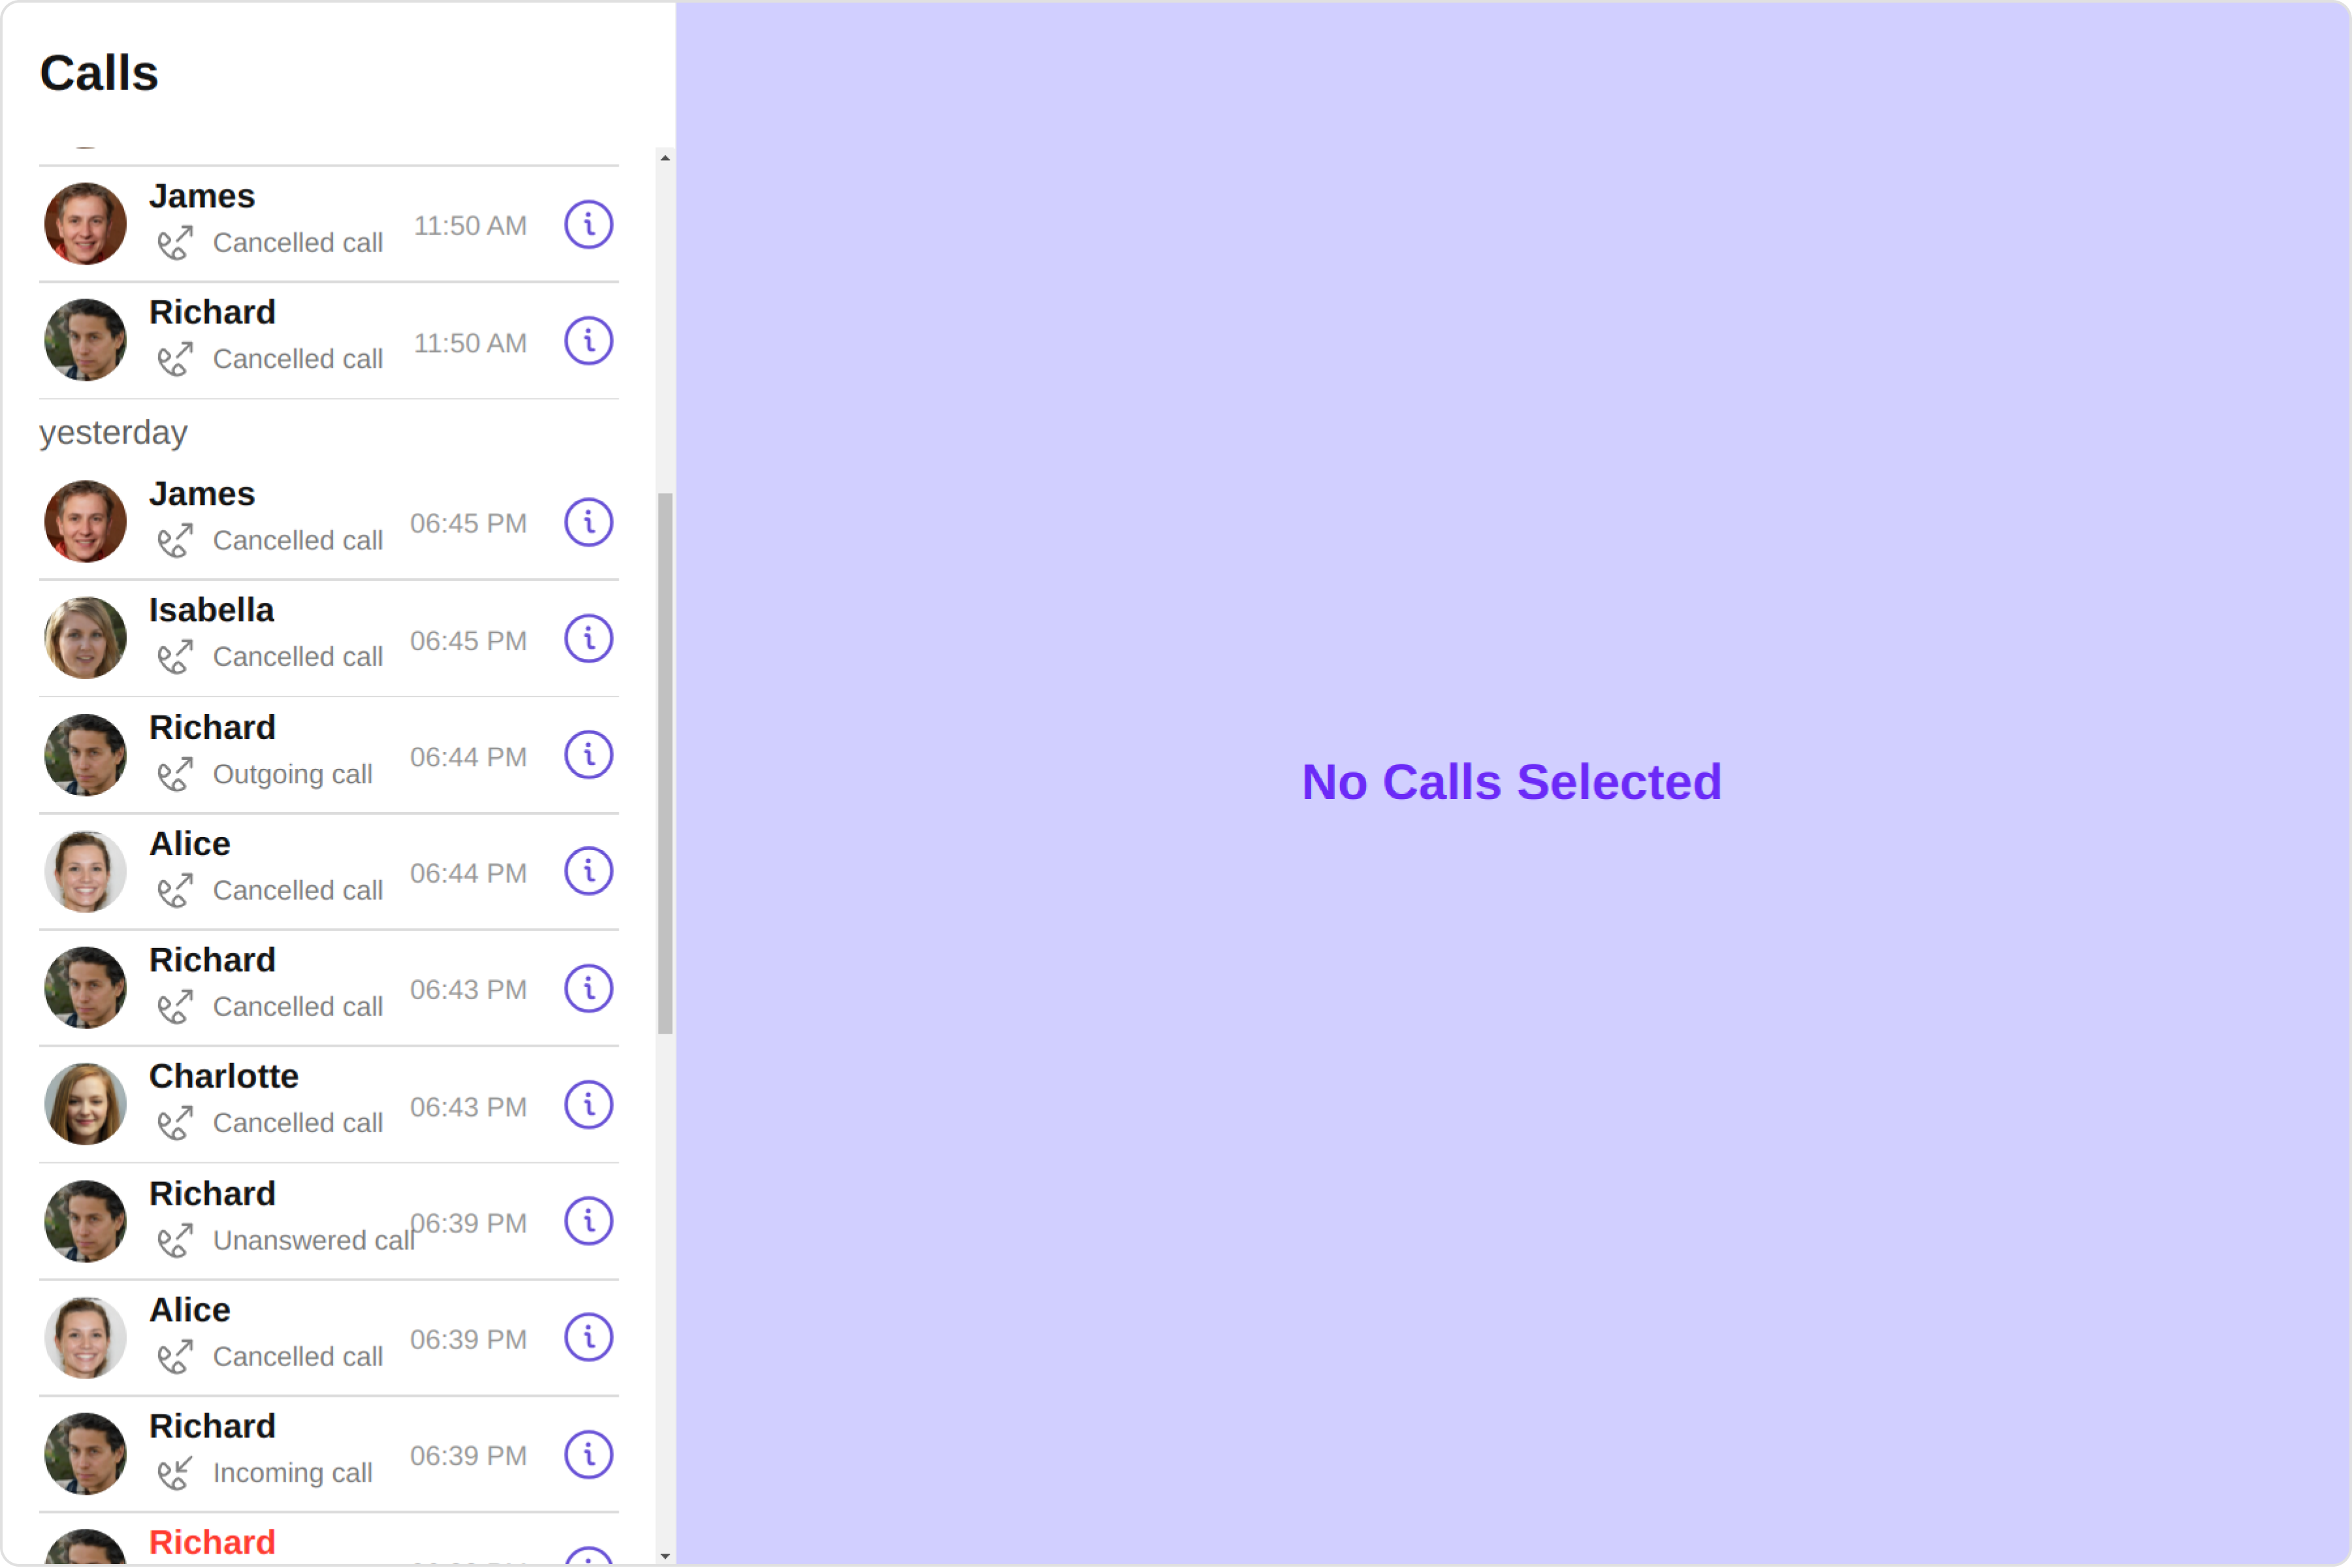 Calls
James
Cancelled call
11:50 AM
Richard
Cancelled call
11:50 AM
yesterday
James
Cancelled call
06:45 PM
Isabella
Cancelled call
06:45 PM
Richard
Outgoing call
06:44 PM
Alice
Cancelled call
06:44 PM
Richard
Cancelled call
06:43 PM
Charlotte
Cancelled call
06:43 PM
Richard
Unanswered call
06:39 PM
Alice
Cancelled call
06:39 PM
Richard
Incoming call
06:39 PM
Richard
No Calls Selected